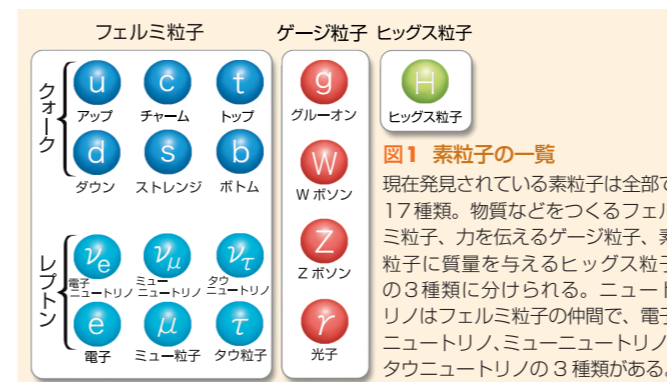 フェルミ粒子
ゲージ粒子
ヒッグス粒子
クォーク
u
c
t
アップ
チャーム
トップ
d
s
b
ダウン
ストレンジ
ボトム
レプトン
νe
νμ
ντ
電子
ニュートリノ
ミュー
ニュートリノ
タウ
ニュートリノ
e
μ
τ
電子
ミュー粒子
タウ粒子
g
グルーオン
W
W ボソン
Z
Z ボソン
γ
光子
H
ヒッグス粒子
図1 素粒子の一覧
現在発見されている素粒子は全部で
17種類。物質などをつくるフェル
ミ粒子、力を伝えるゲージ粒子、素
粒子に質量を与えるヒッグス粒子
の3種類に分けられる。ニュート
リノはフェルミ粒子の仲間で、電子
ニュートリノ、ミューニュートリノ、
タウニュートリノの 3 種類がある。